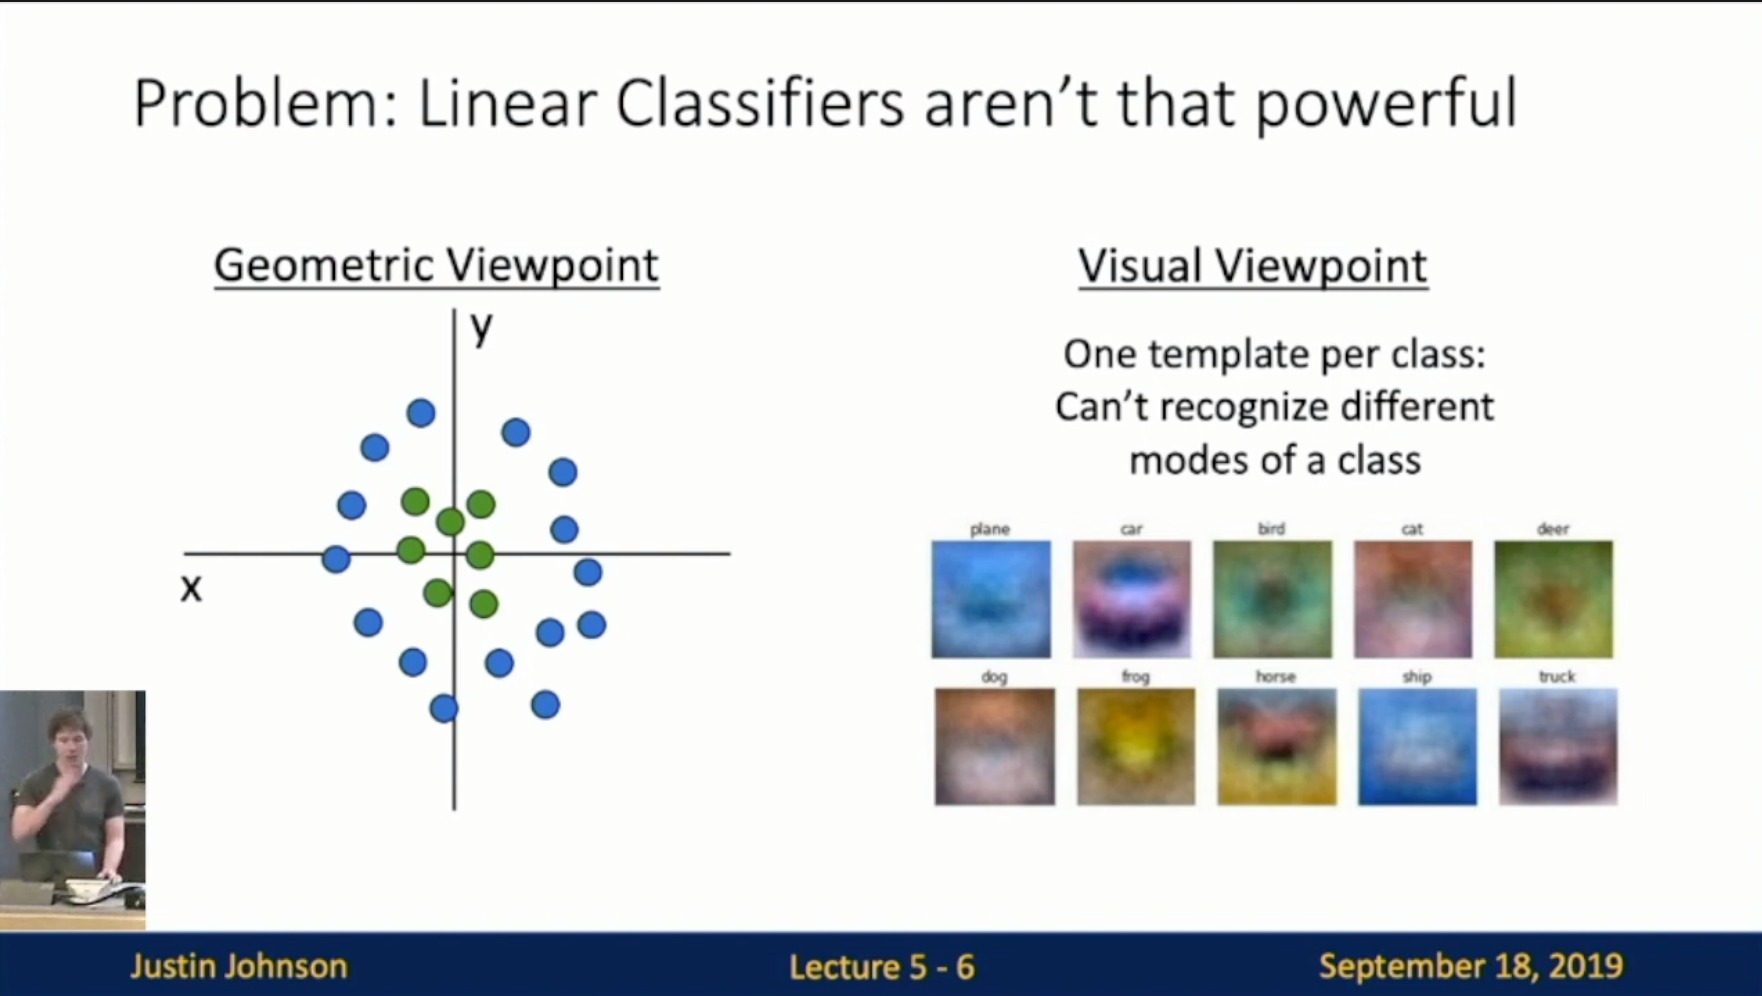 Problem: Linear Classifiers aren't that powerful
Geometric Viewpoint
y
x
Visual Viewpoint
One template per class:
Can't recognize different
modes of a class
plane car bird cat deer
dog frog horse ship truck
Justin Johnson
Lecture 5 - 6
September 18, 2019